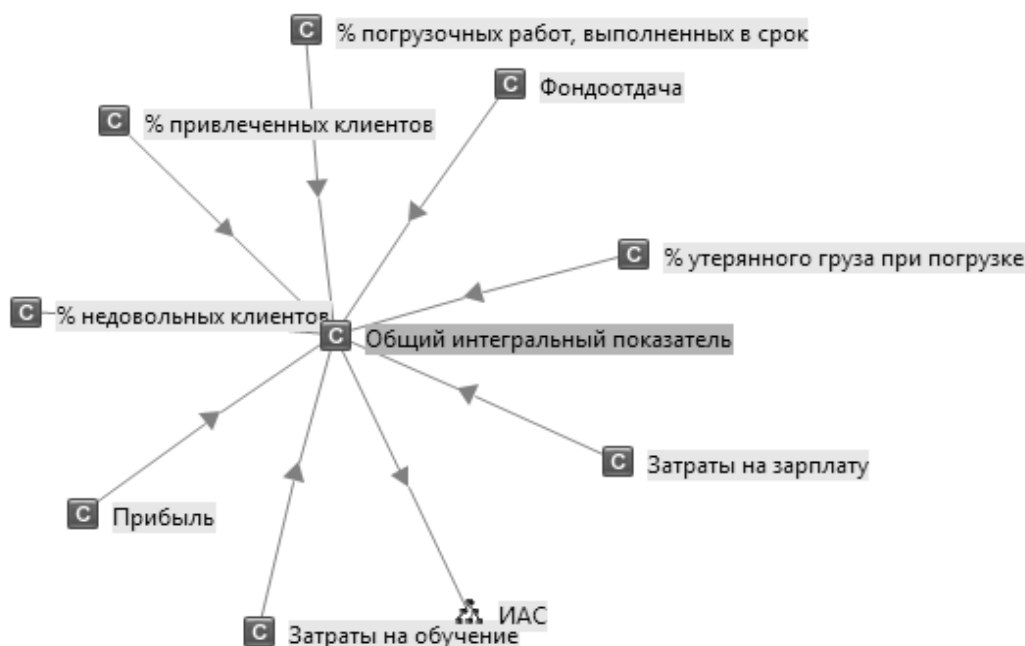 C % погрузочных работ, выполненных в срок
C Фондоотдача
C % привлеченных клиентов
C % утерянного груза при погрузке
C % недовольных клиентов
C Общий интегральный показатель
C Затраты на зарплату
C Прибыль
ИАС
C Затраты на обучение